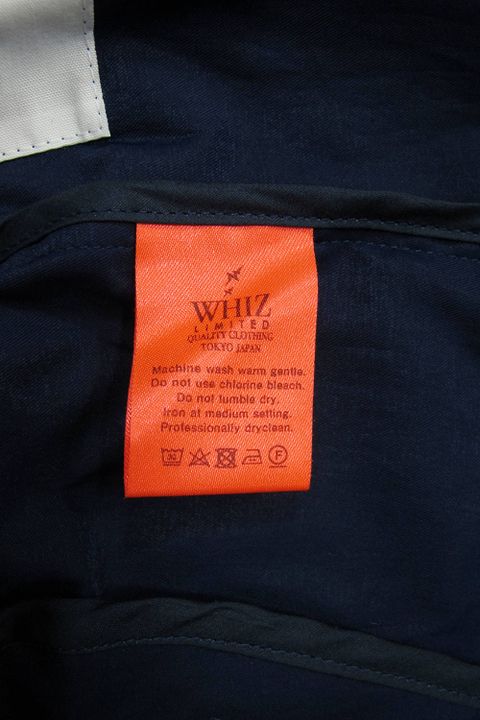 WHIZ
LIMITED
QUALITY CLOTHING
TOKYO JAPAN
Machine wash warm gentle.
Do not use chlorine bleach.
Do not tumble dry.
Iron at medium setting.
Professionally dryclean.
F